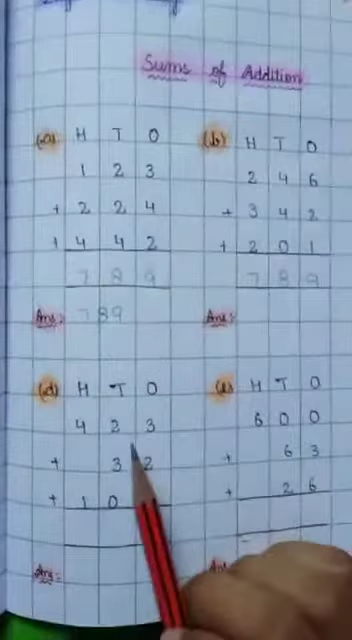 Sums of Addition
(a) H T O
1 2 3
+ 2 2 4
+ 4 4 2
7 8 9
Ans: 789
(b) H T O
2 4 6
+ 3 4 2
+ 2 0 1
7 8 9
Ans:
(d) H T O
4 2 3
+ 3 2
+ 1 0
Ans:
(e) H T O
6 0 0
+ 6 3
+ 2 6